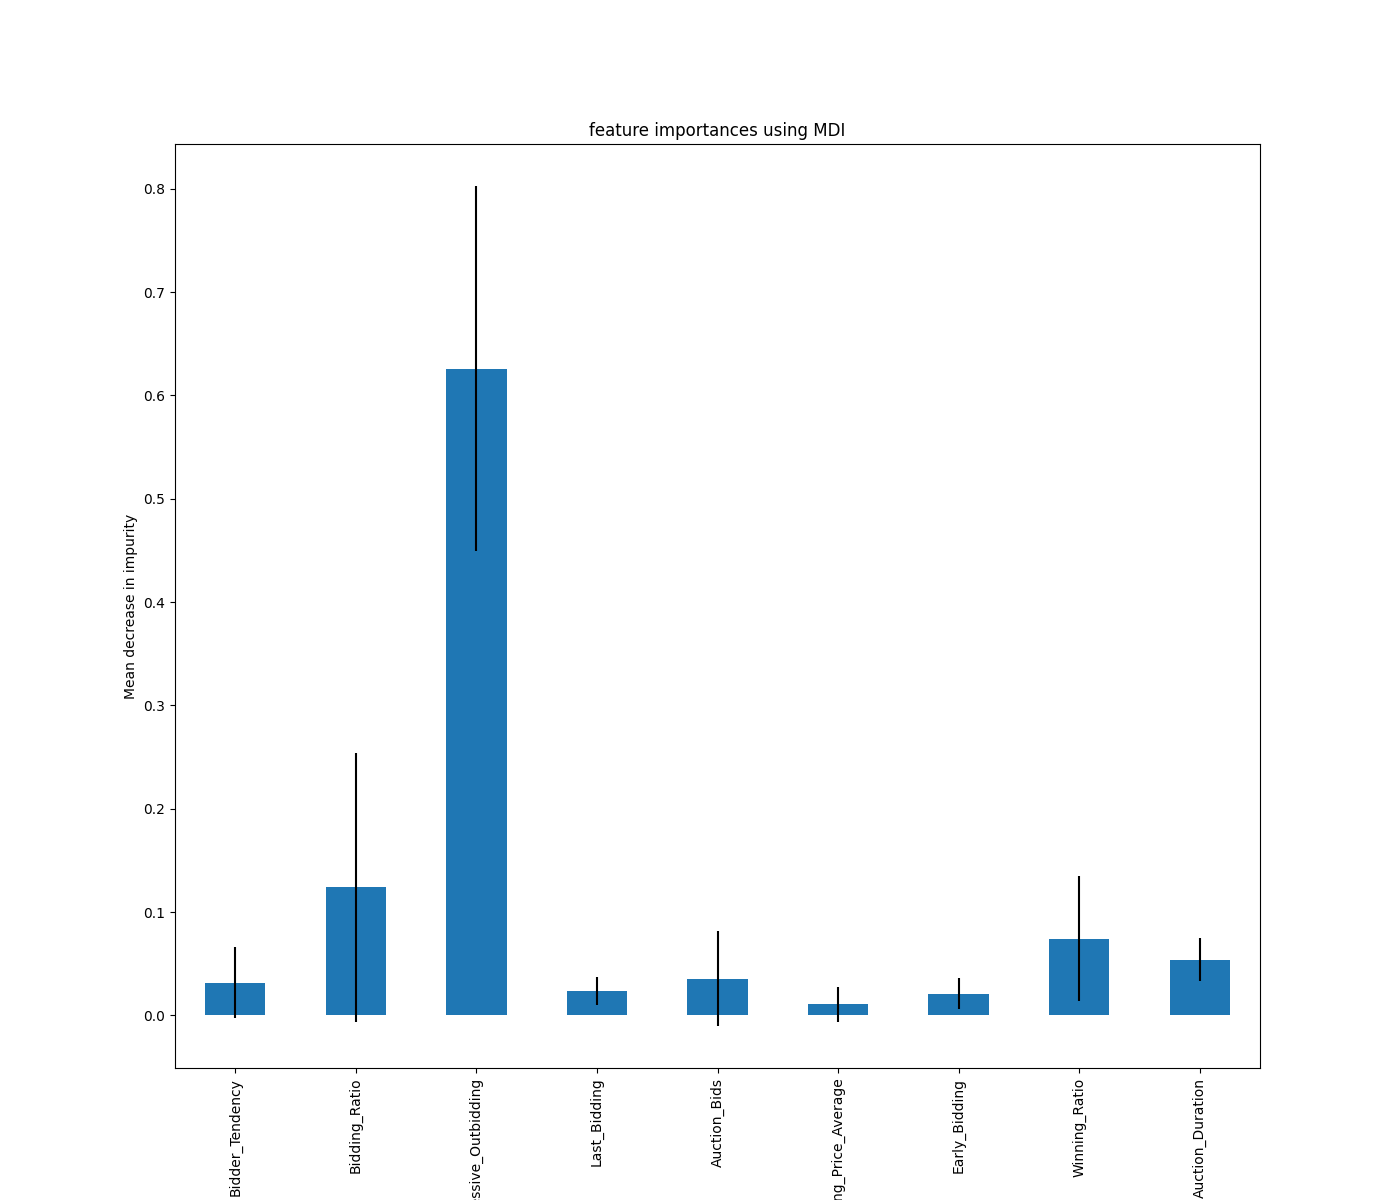 feature importances using MDI
Mean decrease in impurity
0.8
0.7
0.6
0.5
0.4
0.3
0.2
0.1
0.0
Bidder_Tendency
Bidding_Ratio
ssive_Outbidding
Last_Bidding
Auction_Bids
ng_Price_Average
Early_Bidding
Winning_Ratio
Auction_Duration